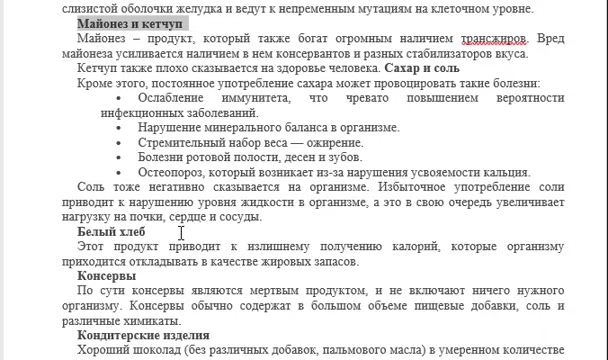 слизистой оболочки желудка и ведут к непременным мутациям на клеточном уровне.
Майонез и кетчуп
Майонез – продукт, который также богат огромным наличием трансжиров. Вред
майонеза усиливается наличием в нем консервантов и разных стабилизаторов вкуса.
Кетчуп также плохо сказывается на здоровье человека. Сахар и соль
Кроме этого, постоянное употребление сахара может провоцировать такие болезни:
• Ослабление иммунитета, что чревато повышением вероятности
инфекционных заболеваний.
• Нарушение минерального баланса в организме.
• Стремительный набор веса — ожирение.
• Болезни ротовой полости, десен и зубов.
• Остеопороз, который возникает из-за нарушения усвояемости кальция.
Соль тоже негативно сказывается на организме. Избыточное употребление соли
приводит к нарушению уровня жидкости в организме, а это в свою очередь увеличивает
нагрузку на почки, сердце и сосуды.
Белый хлеб
Этот продукт приводит к излишнему получению калорий, которые организму
приходится откладывать в качестве жировых запасов.
Консервы
По сути консервы являются мертвым продуктом, и не включают ничего нужного
организму. Консервы обычно содержат в большом объеме пищевые добавки, соль и
различные химикаты.
Кондитерские изделия
Хороший шоколад (без различных добавок, пальмового масла) в умеренном количестве